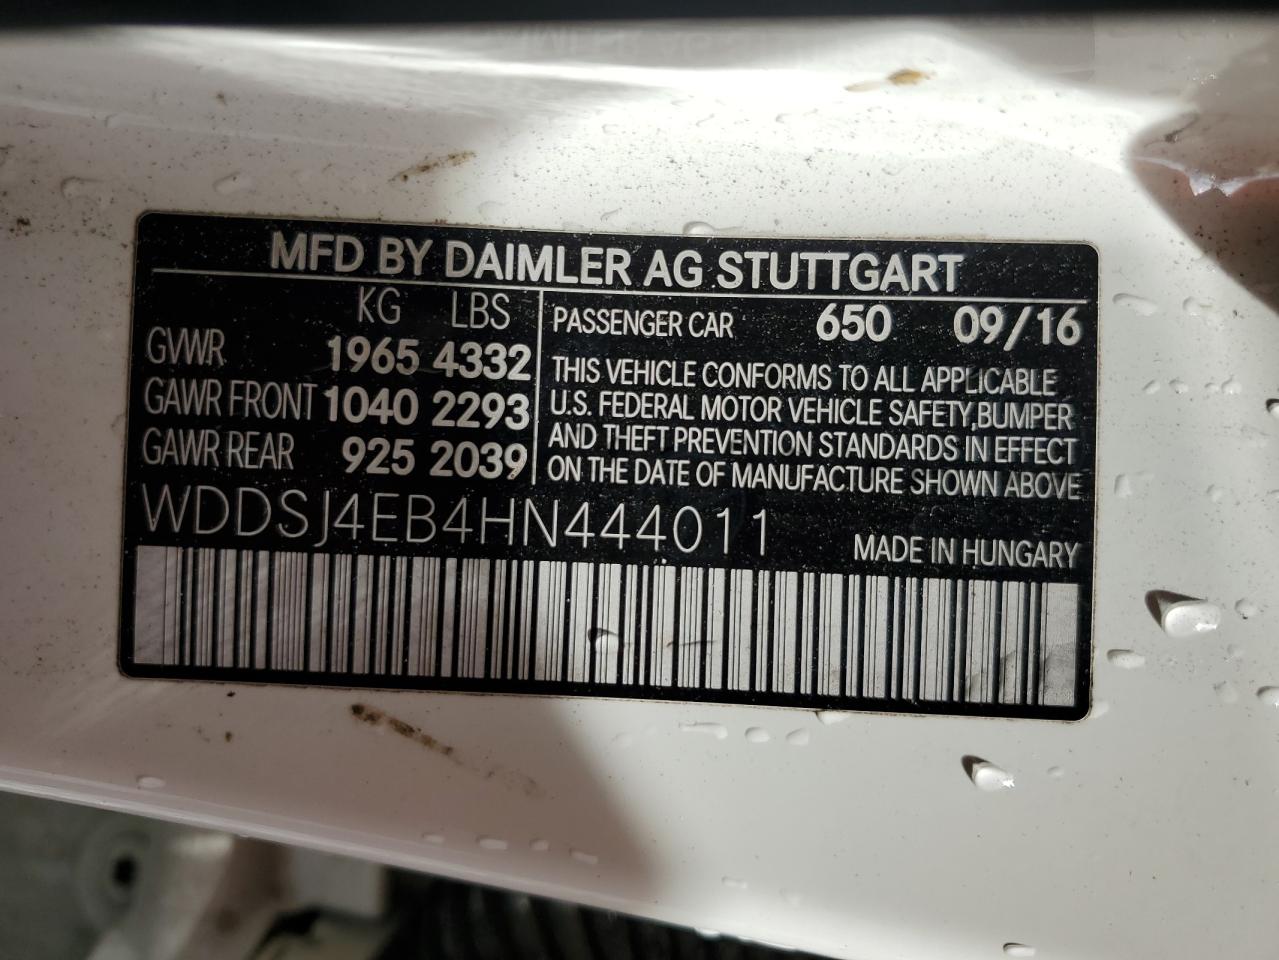 MFD BY DAIMLER AG STUTTGART
KG LBS
GVWR 1965 4332
GAWR FRONT 1040 2293
GAWR REAR 925 2039
PASSENGER CAR 650 09/16
THIS VEHICLE CONFORMS TO ALL APPLICABLE
U.S. FEDERAL MOTOR VEHICLE SAFETY, BUMPER
AND THEFT PREVENTION STANDARDS IN EFFECT
ON THE DATE OF MANUFACTURE SHOWN ABOVE
WDDSJ4EB4HN444011
MADE IN HUNGARY